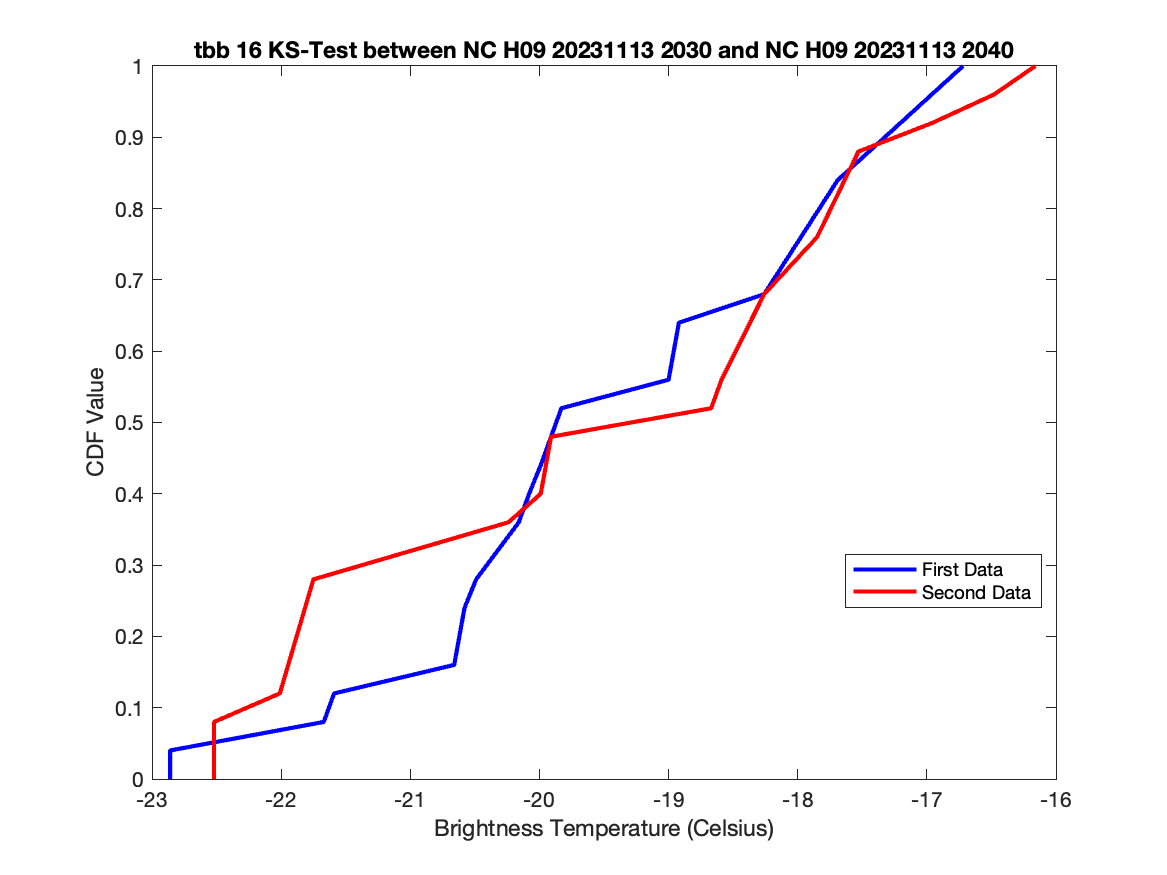 tbb 16 KS-Test between NC H09 20231113 2030 and NC H09 20231113 2040
1
0.9
0.8
0.7
0.6
0.5
0.4
0.3
0.2
0.1
0
CDF Value
First Data
Second Data
-23 -22 -21 -20 -19 -18 -17 -16
Brightness Temperature (Celsius)